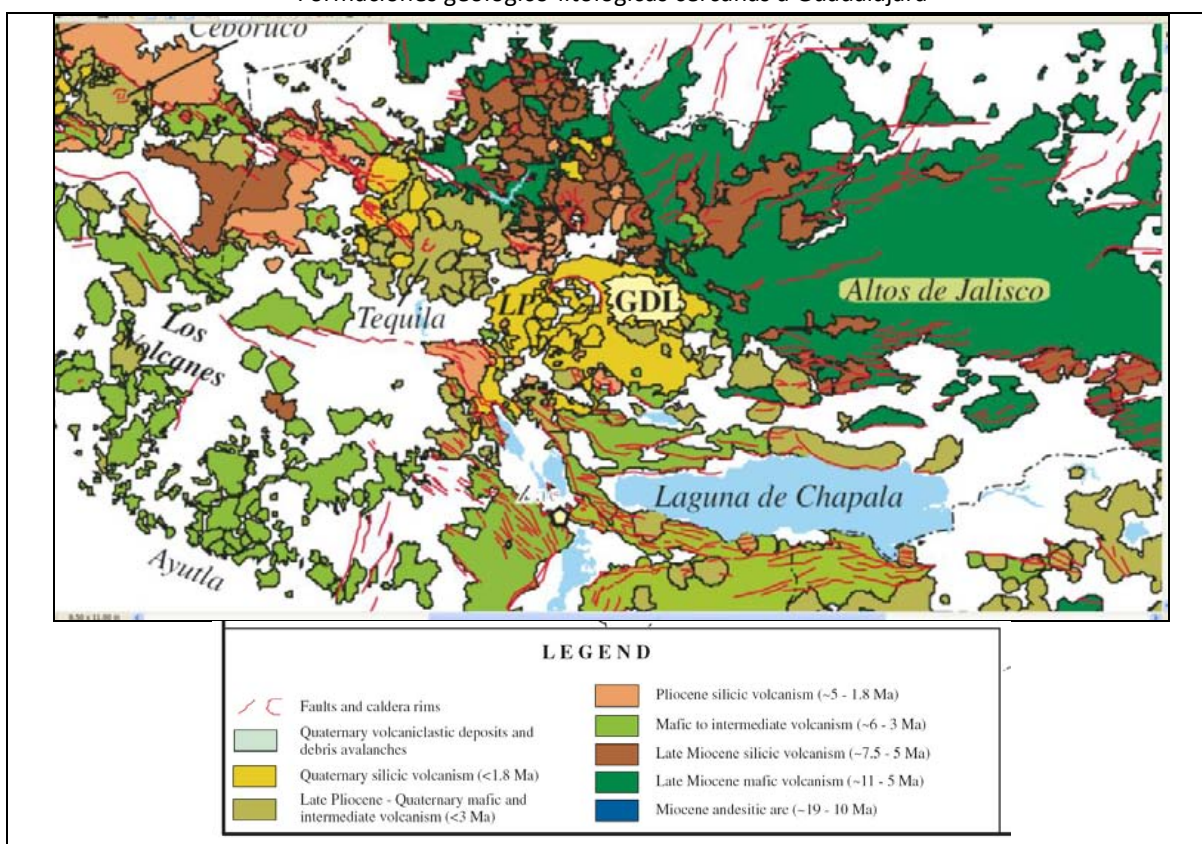 Formaciones geológico-litológicas cercanas a Guadalajara
Ceboruco
Altos de Jalisco
LP
GDL
Tequila
Los
Volcanes
Laguna de Chapala
Ayutla
LEGEND
Faults and caldera rims
Quaternary volcaniclastic deposits and
debris avalanches
Quaternary silicic volcanism (<1.8 Ma)
Late Pliocene - Quaternary mafic and
intermediate volcanism (<3 Ma)
Pliocene silicic volcanism (~5 - 1.8 Ma)
Mafic to intermediate volcanism (~6 - 3 Ma)
Late Miocene silicic volcanism (~7.5 - 5 Ma)
Late Miocene mafic volcanism (~11 - 5 Ma)
Miocene andesitic arc (~19 - 10 Ma)